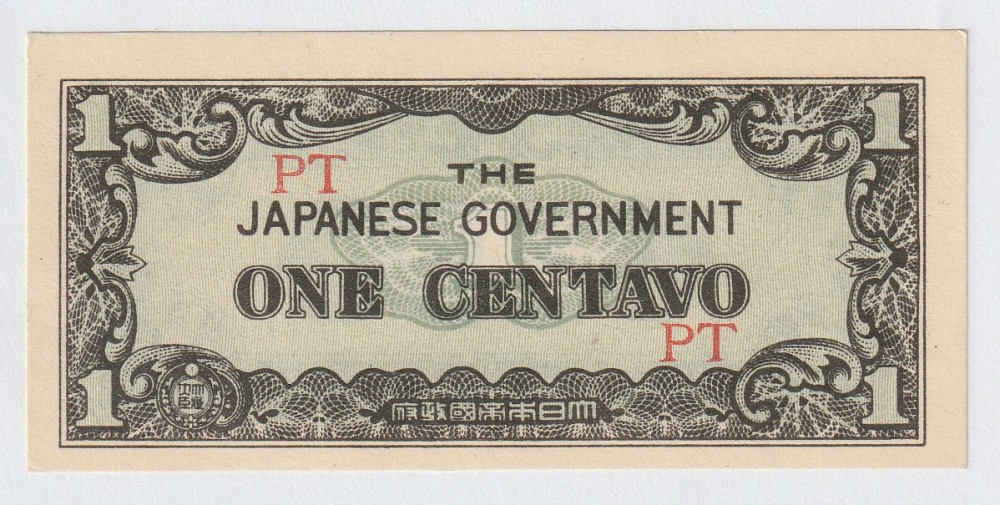 1 1
PT THE
JAPANESE GOVERNMENT
ONE CENTAVO
PT
1 1
大日本帝國政府